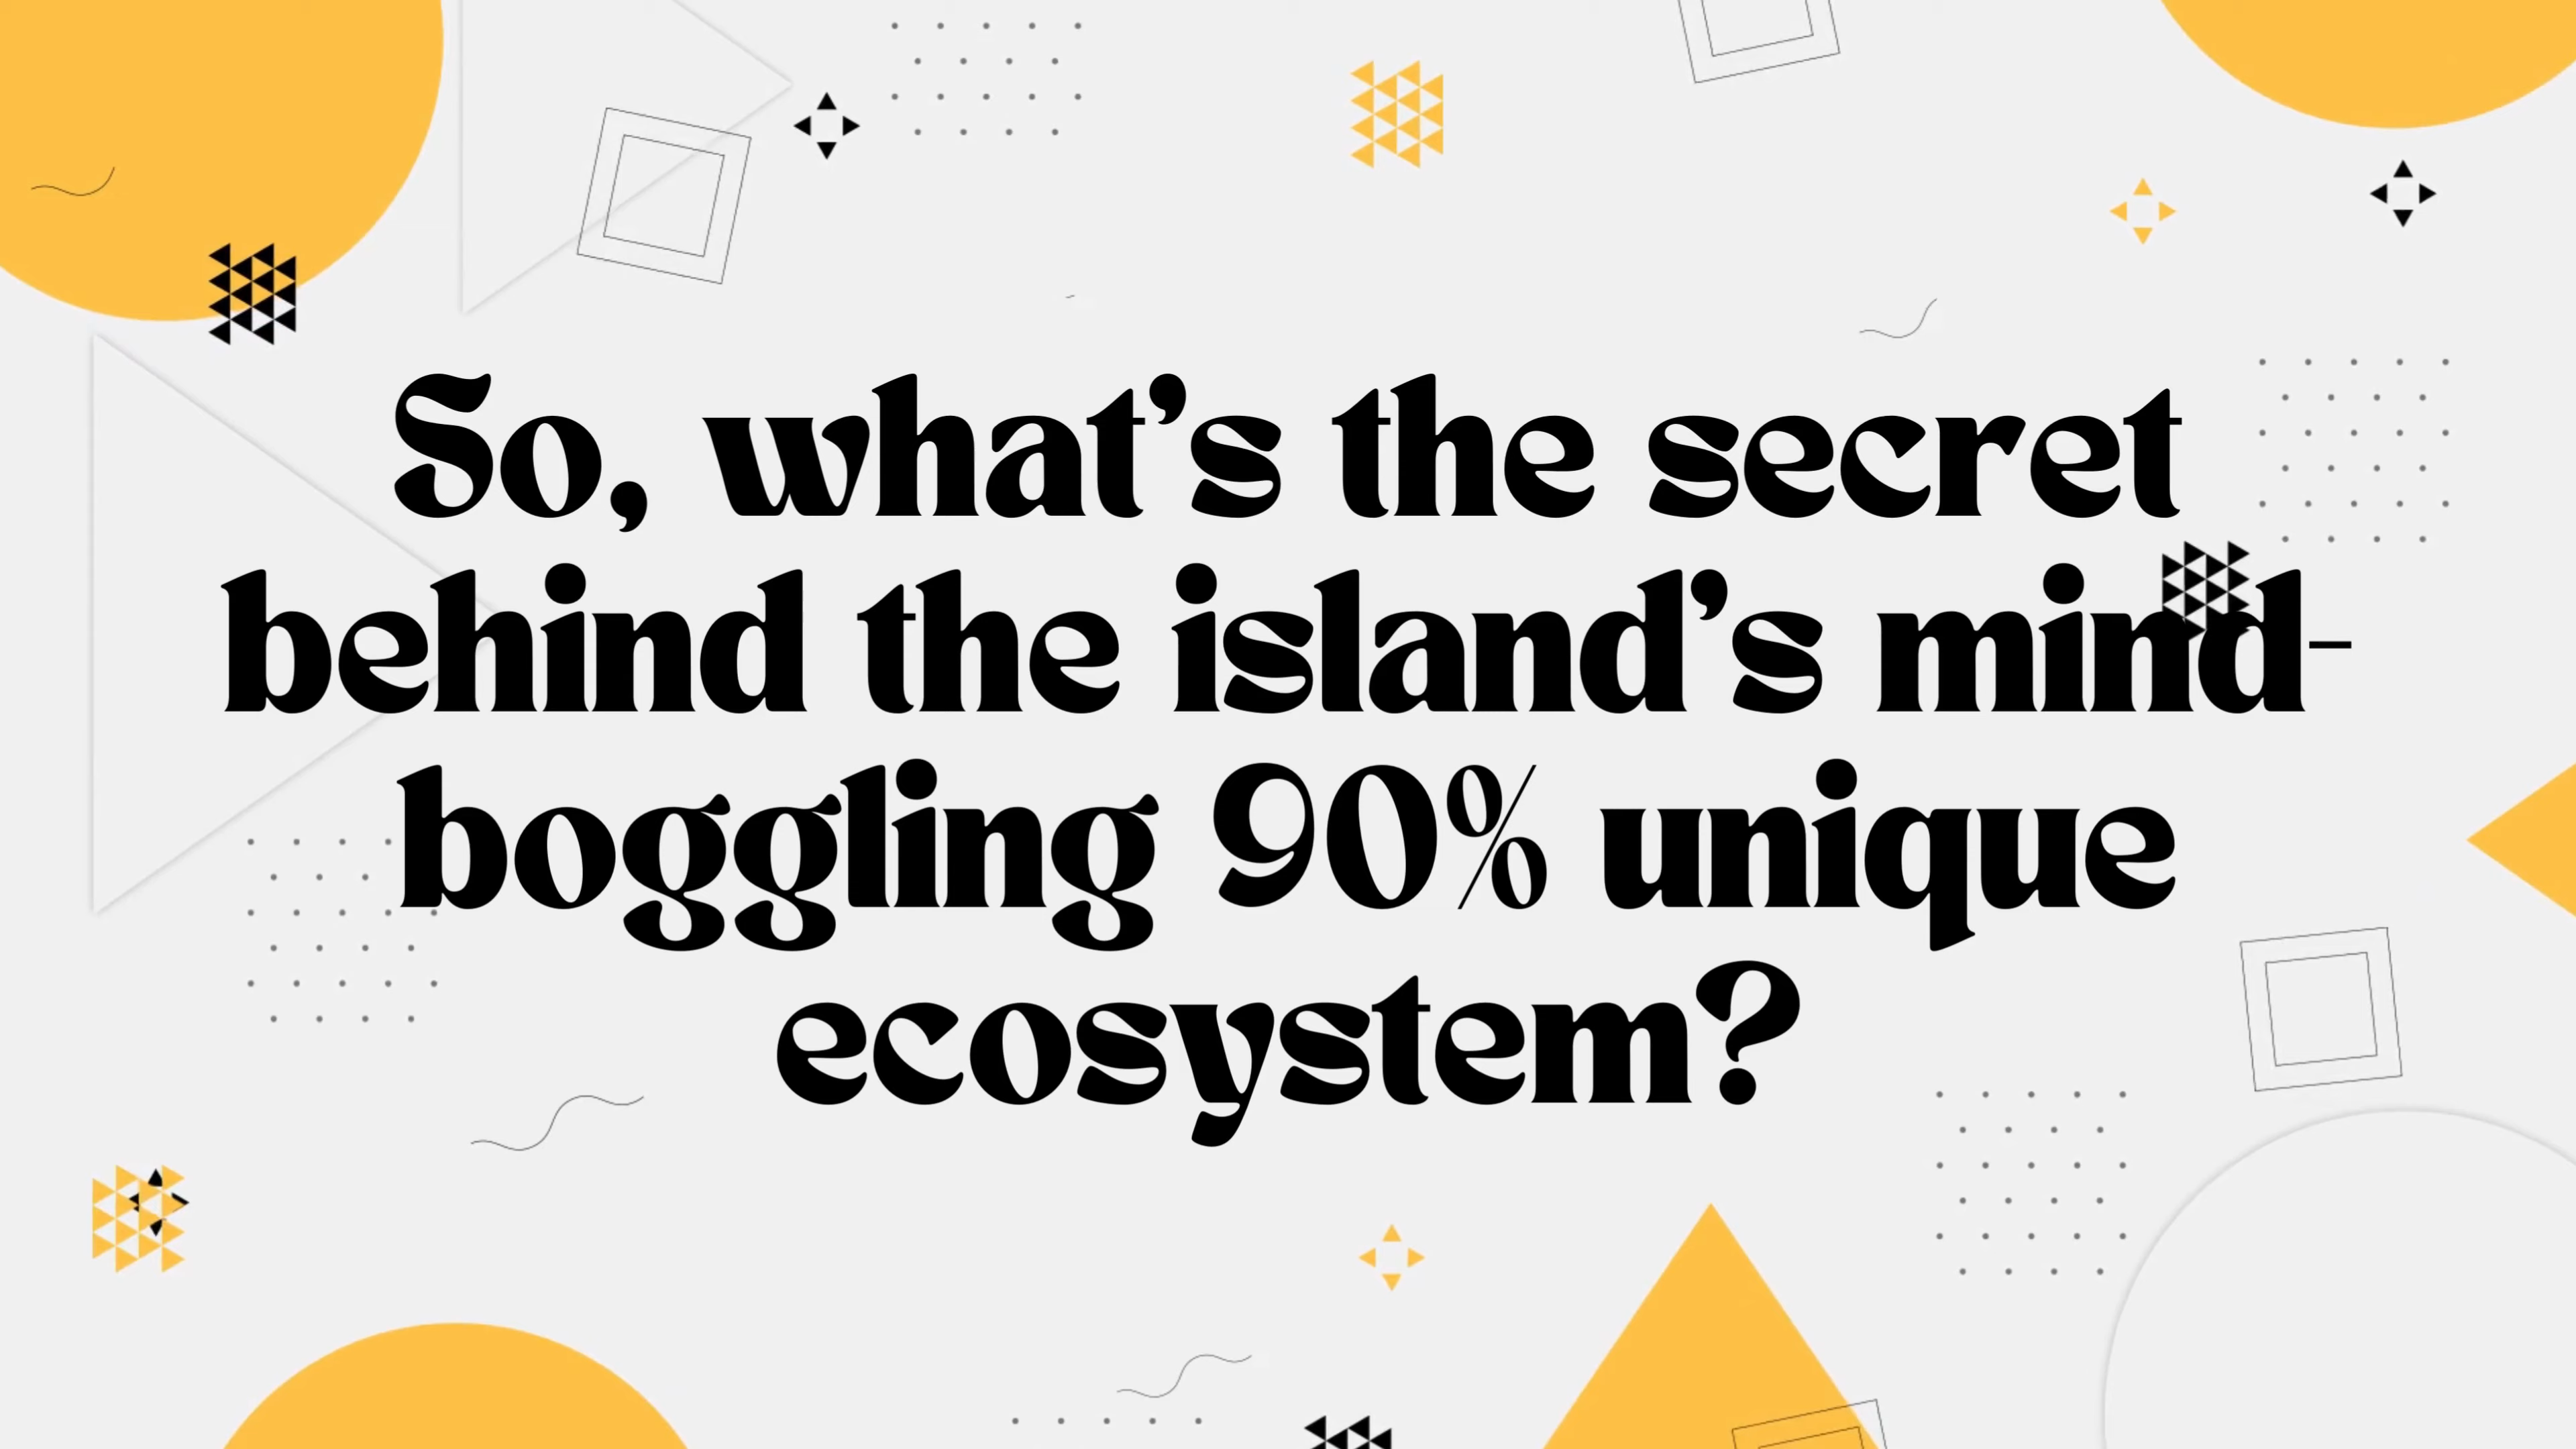 So, what’s the secret
behind the island’s mind-
boggling 90% unique
ecosystem?